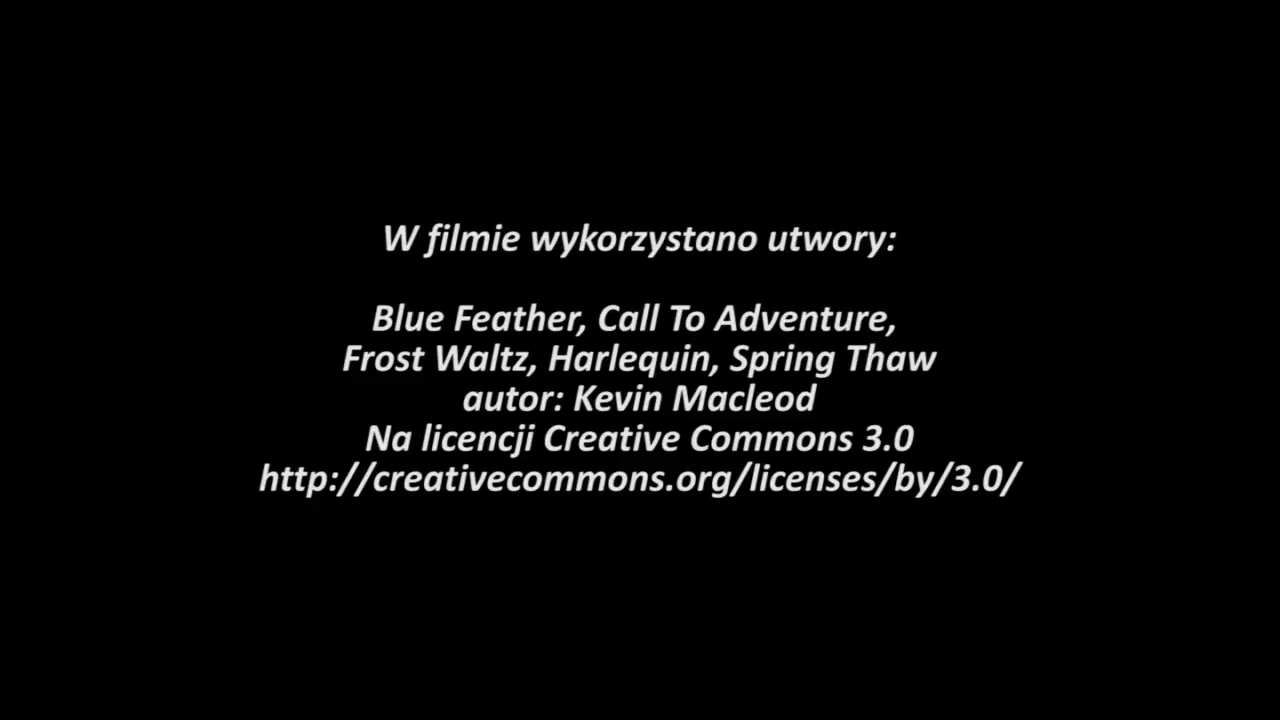 W filmie wykorzystano utwory:
Blue Feather, Call To Adventure,
Frost Waltz, Harlequin, Spring Thaw
autor: Kevin Macleod
Na licencji Creative Commons 3.0
http://creativecommons.org/licenses/by/3.0/